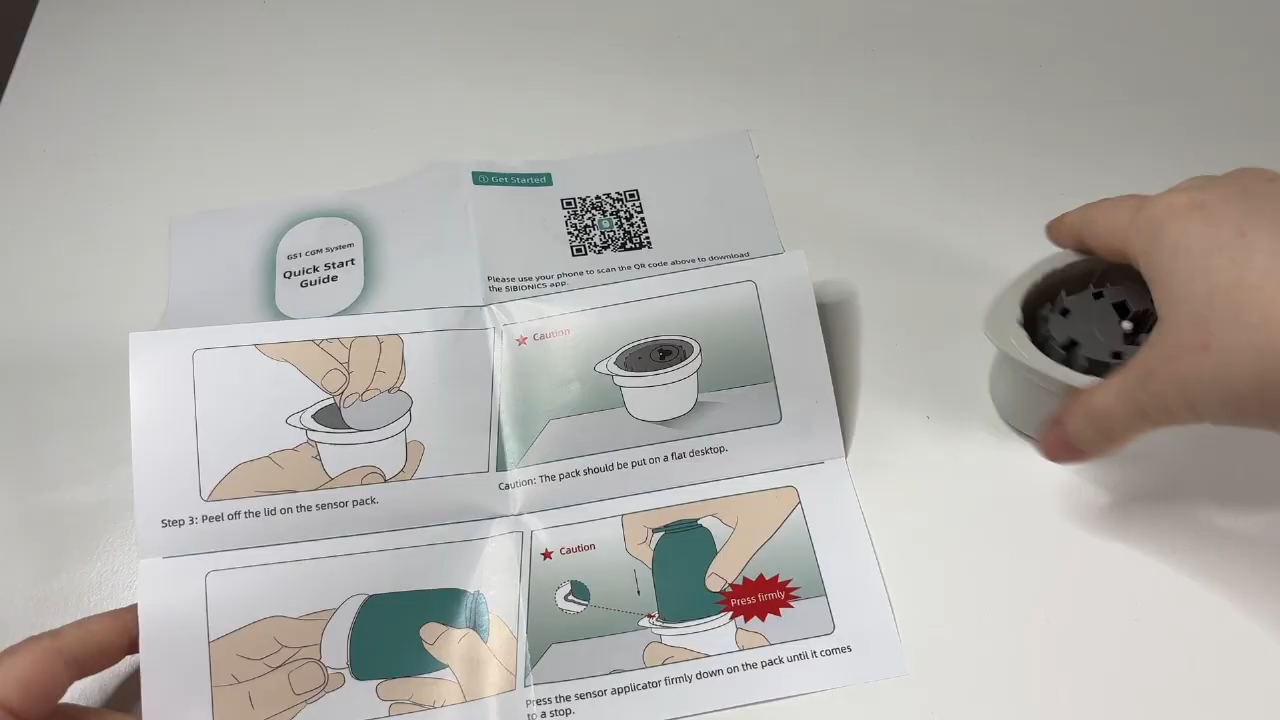 ① Get Started
GS1 CGM System
Quick Start
Guide
Please use your phone to scan the QR code above to download
the SIBIONICS app.
Caution
Step 3: Peel off the lid on the sensor pack.
Caution: The pack should be put on a flat desktop.
Caution
Press firmly
Press the sensor applicator firmly down on the pack until it comes
to a stop.